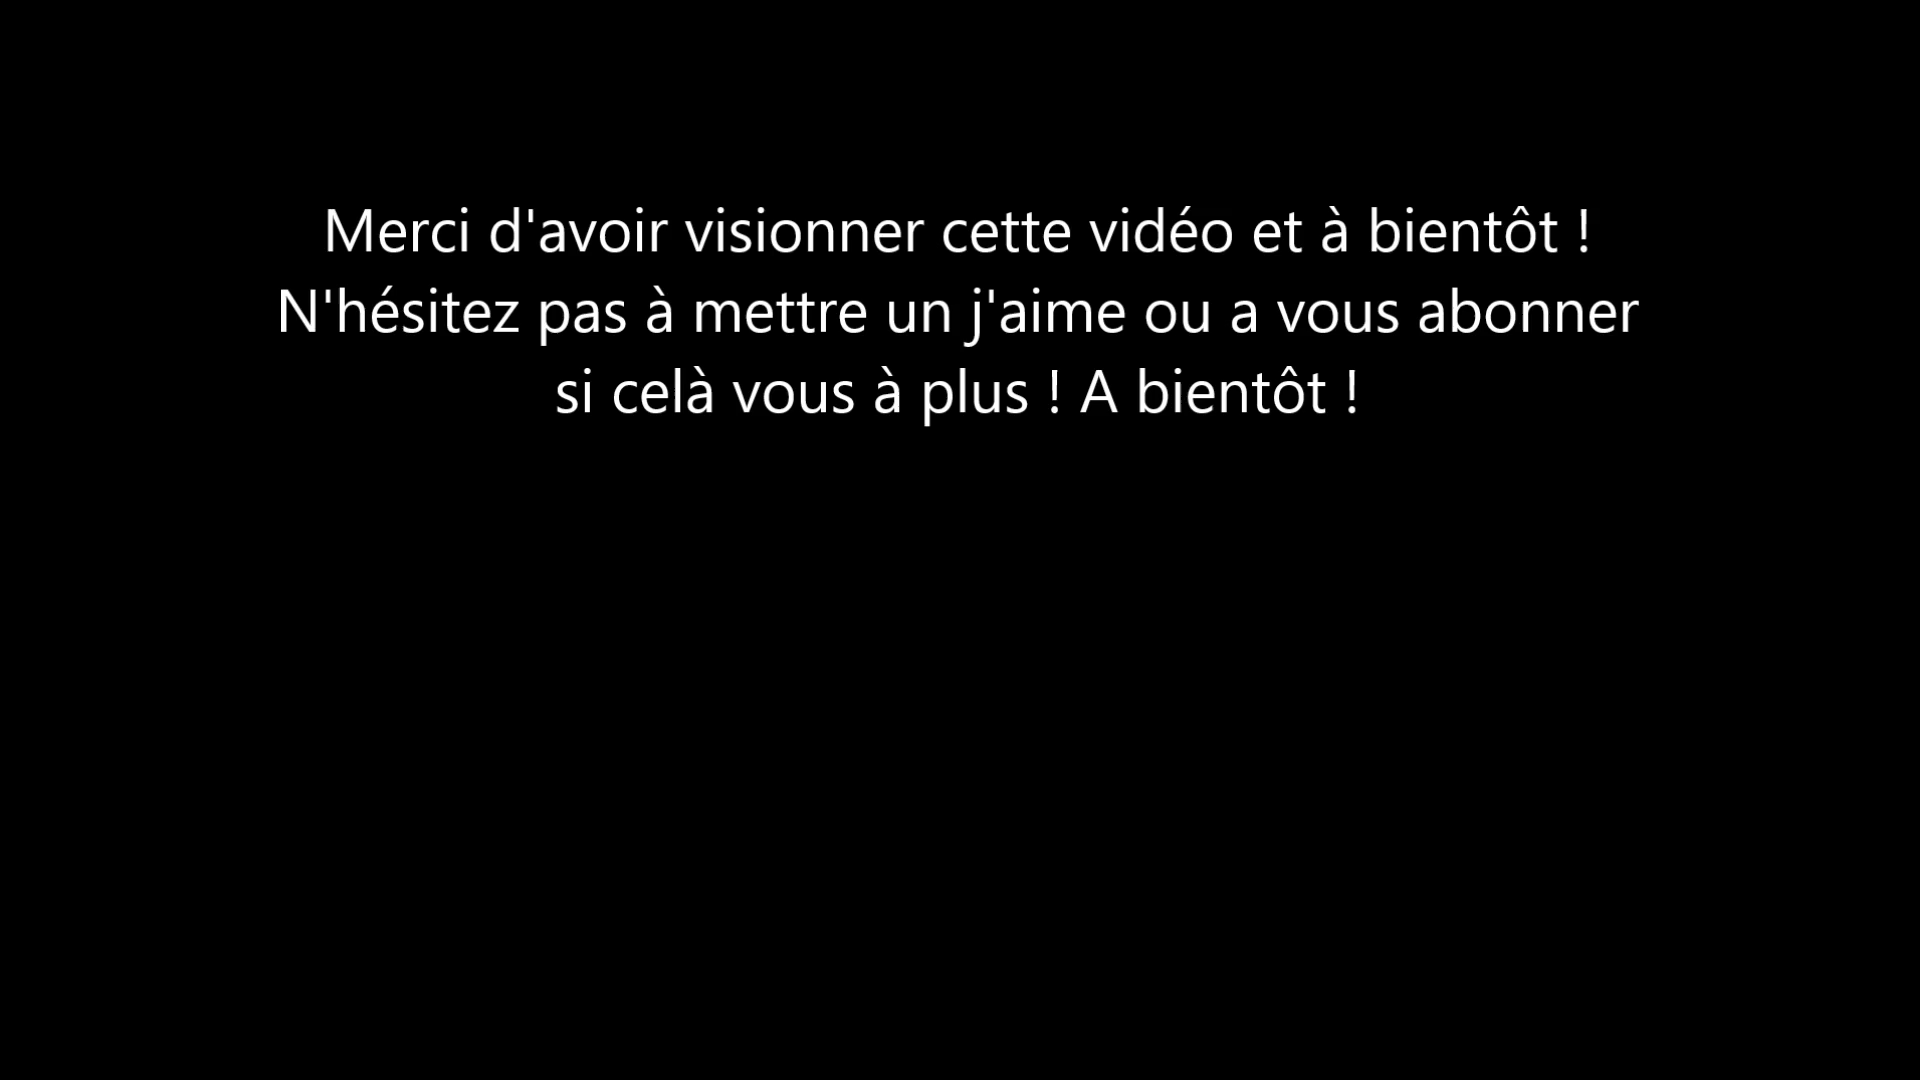 Merci d'avoir visionner cette vidéo et à bientôt !
N'hésitez pas à mettre un j'aime ou a vous abonner
si celà vous à plus ! A bientôt !